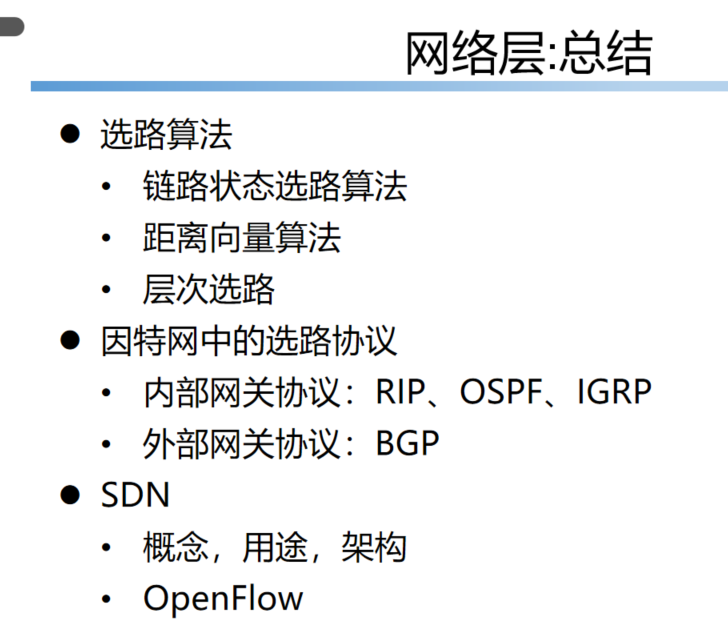 网络层:总结
● 选路算法
• 链路状态选路算法
• 距离向量算法
• 层次选路
● 因特网中的选路协议
• 内部网关协议：RIP、OSPF、IGRP
• 外部网关协议：BGP
● SDN
• 概念，用途，架构
• OpenFlow